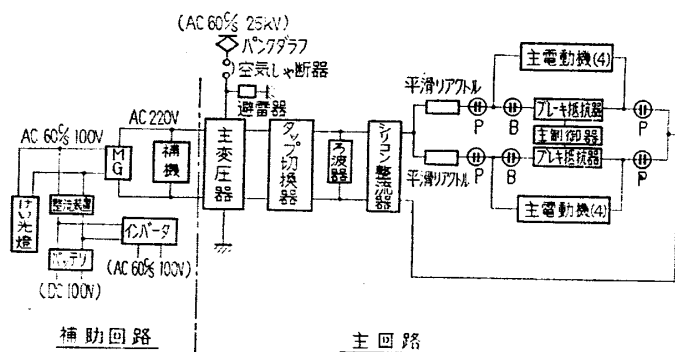 (AC 60c/s 25kV)
パンクダラフ
空気しゃ断器
避雷器
AC 220V
AC 60c/s 100V
MG
補機
主変圧器
タップ切換器
ろ波器
シリコン整流器
けい光燈
整流装置
バッテリ
インバータ
(DC 100V)
(AC 60c/s 100V)
平滑リアクトル
P
B
主電動機(4)
ブレーキ抵抗器
P
主制御器
平滑リアクトル
P
B
ブレーキ抵抗器
P
主電動機(4)
補助回路
主回路